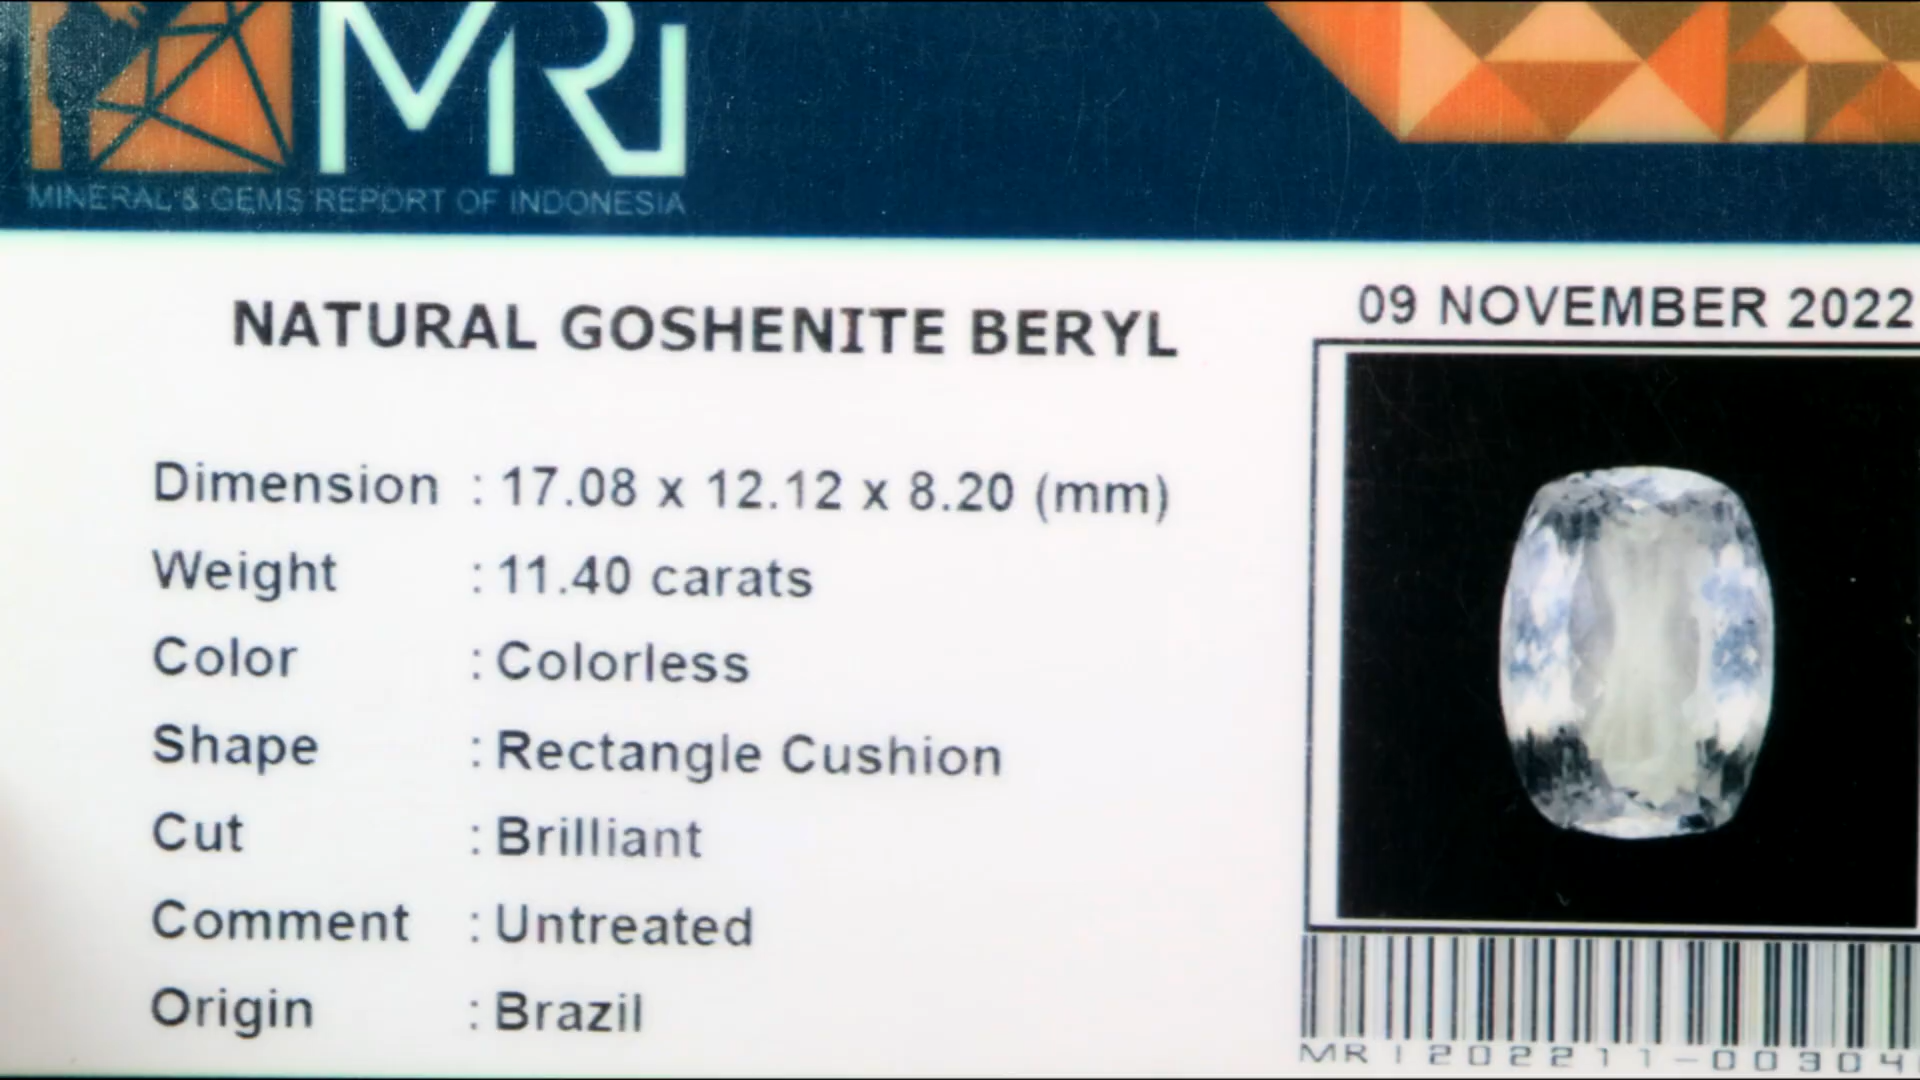 MRI
MINERAL & GEMS REPORT OF INDONESIA
NATURAL GOSHENITE BERYL
09 NOVEMBER 2022
Dimension : 17.08 x 12.12 x 8.20 (mm)
Weight : 11.40 carats
Color : Colorless
Shape : Rectangle Cushion
Cut : Brilliant
Comment : Untreated
Origin : Brazil
MRI202211-00304